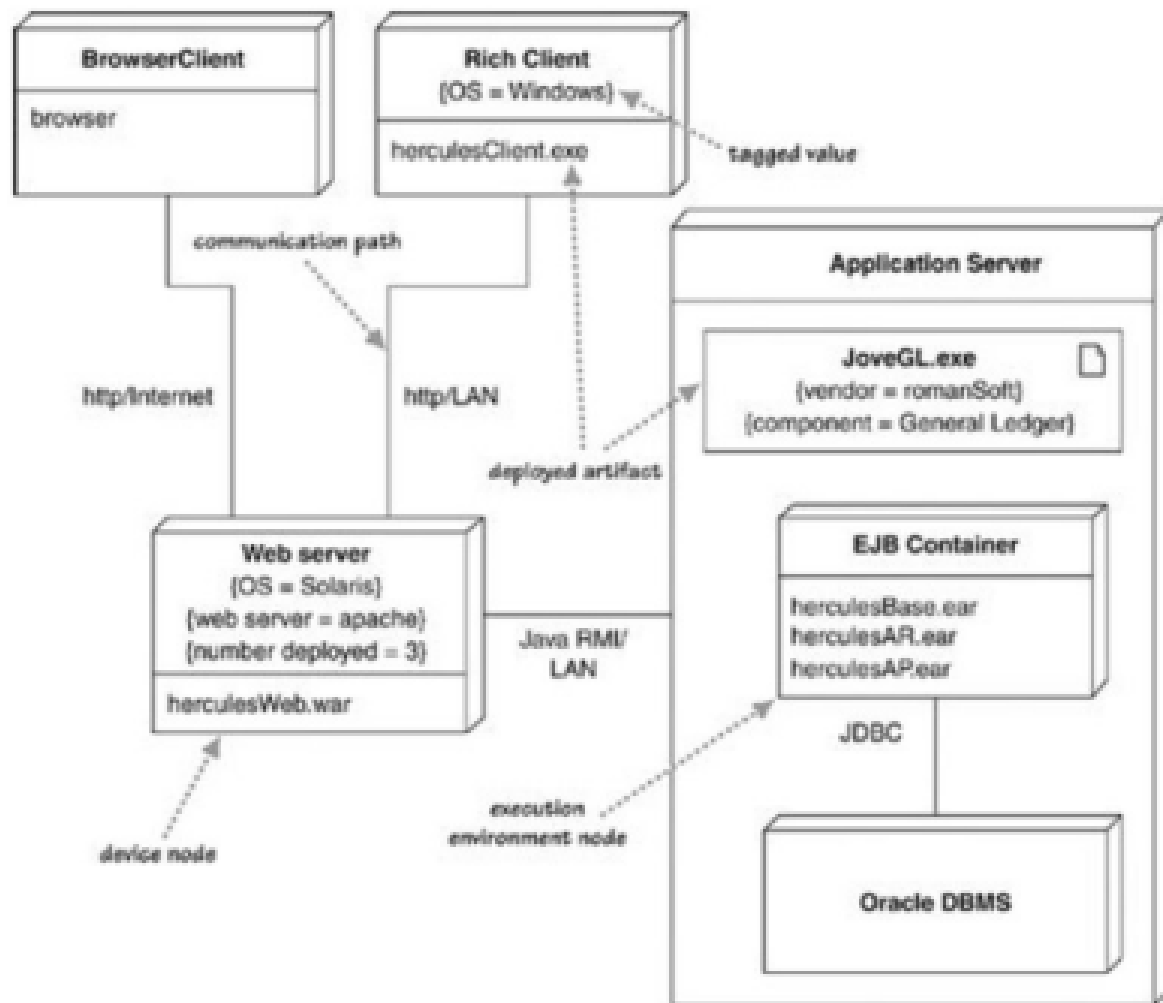 BrowserClient
browser
Rich Client
{OS = Windows}
herculesClient.exe
tagged value
communication path
http/Internet
http/LAN
deployed artifact
Application Server
JoveGL.exe
{vendor = romanSoft}
{component = General Ledger}
Web server
{OS = Solaris}
{web server = apache}
{number deployed = 3}
herculesWeb.war
Java RMI/
LAN
EJB Container
herculesBase.ear
herculesAR.ear
herculesAP.ear
JDBC
execution
environment node
device node
Oracle DBMS